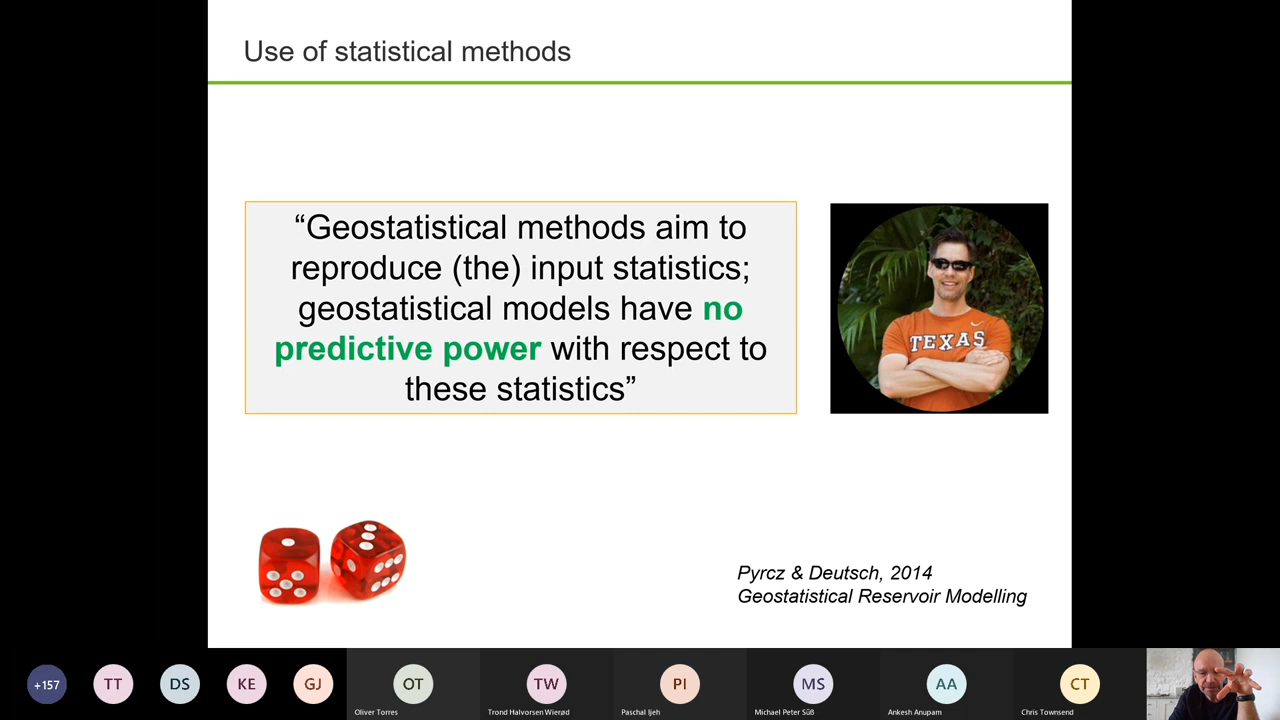 Use of statistical methods
“Geostatistical methods aim to
reproduce (the) input statistics;
geostatistical models have no
predictive power with respect to
these statistics”
TEXAS
Pyrcz & Deutsch, 2014
Geostatistical Reservoir Modelling
+157
TT
DS
KE
GJ
OT
TW
PI
MS
AA
CT
Oliver Torres
Trond Halvorsen Wierød
Paschal Ijeh
Michael Peter Süß
Ankesh Anupam
Chris Townsend